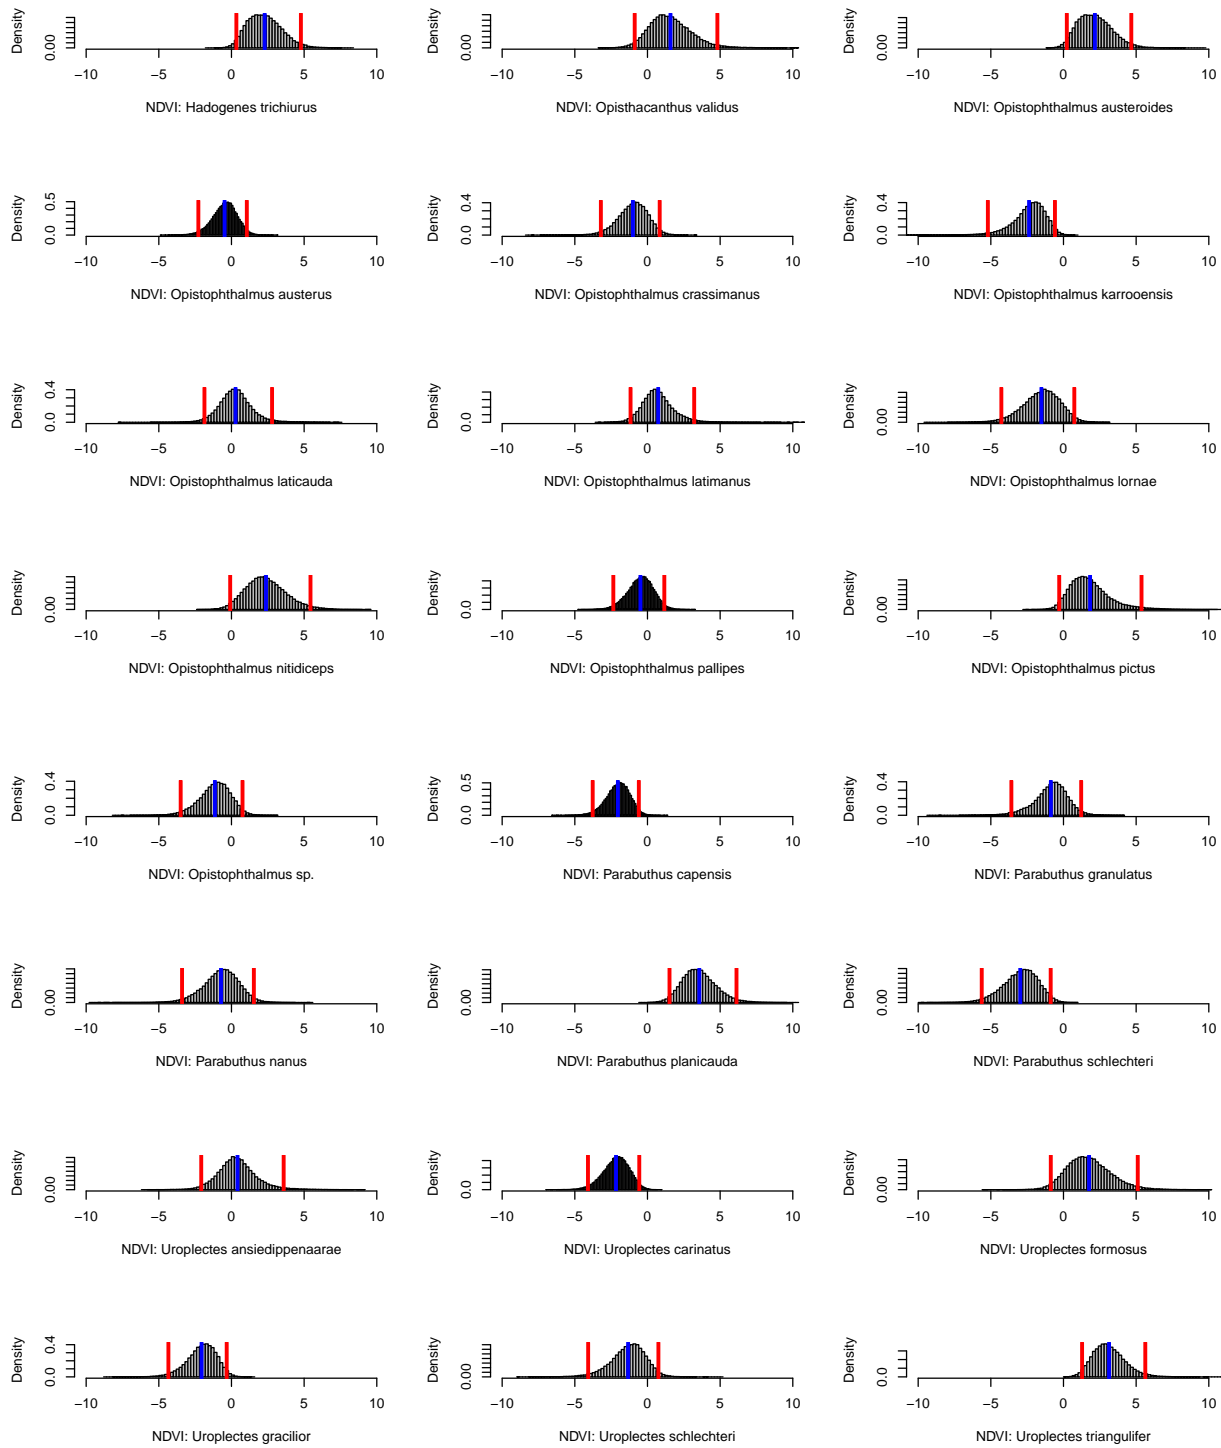 Density
0.00
−10 −5 0 5 10
NDVI: Hadogenes trichiurus
Density
0.00
−10 −5 0 5 10
NDVI: Opisthacanthus validus
Density
0.00
−10 −5 0 5 10
NDVI: Opistophthalmus austeroides
Density
0.0 0.5
−10 −5 0 5 10
NDVI: Opistophthalmus austerus
Density
0.0 0.4
−10 −5 0 5 10
NDVI: Opistophthalmus crassimanus
Density
0.0 0.4
−10 −5 0 5 10
NDVI: Opistophthalmus karrooensis
Density
0.0 0.4
−10 −5 0 5 10
NDVI: Opistophthalmus laticauda
Density
0.0
−10 −5 0 5 10
NDVI: Opistophthalmus latimanus
Density
0.00
−10 −5 0 5 10
NDVI: Opistophthalmus lornae
Density
0.00
−10 −5 0 5 10
NDVI: Opistophthalmus nitidiceps
Density
0.0
−10 −5 0 5 10
NDVI: Opistophthalmus pallipes
Density
0.00
−10 −5 0 5 10
NDVI: Opistophthalmus pictus
Density
0.0 0.4
−10 −5 0 5 10
NDVI: Opistophthalmus sp.
Density
0.0 0.5
−10 −5 0 5 10
NDVI: Parabuthus capensis
Density
0.0 0.4
−10 −5 0 5 10
NDVI: Parabuthus granulatus
Density
0.00
−10 −5 0 5 10
NDVI: Parabuthus nanus
Density
0.00
−10 −5 0 5 10
NDVI: Parabuthus planicauda
Density
0.00
−10 −5 0 5 10
NDVI: Parabuthus schlechteri
Density
0.00
−10 −5 0 5 10
NDVI: Uroplectes ansiedippenaarae
Density
0.0
−10 −5 0 5 10
NDVI: Uroplectes carinatus
Density
0.00
−10 −5 0 5 10
NDVI: Uroplectes formosus
Density
0.0 0.4
−10 −5 0 5 10
NDVI: Uroplectes gracilior
Density
0.00
−10 −5 0 5 10
NDVI: Uroplectes schlechteri
Density
0.00
−10 −5 0 5 10
NDVI: Uroplectes triangulifer